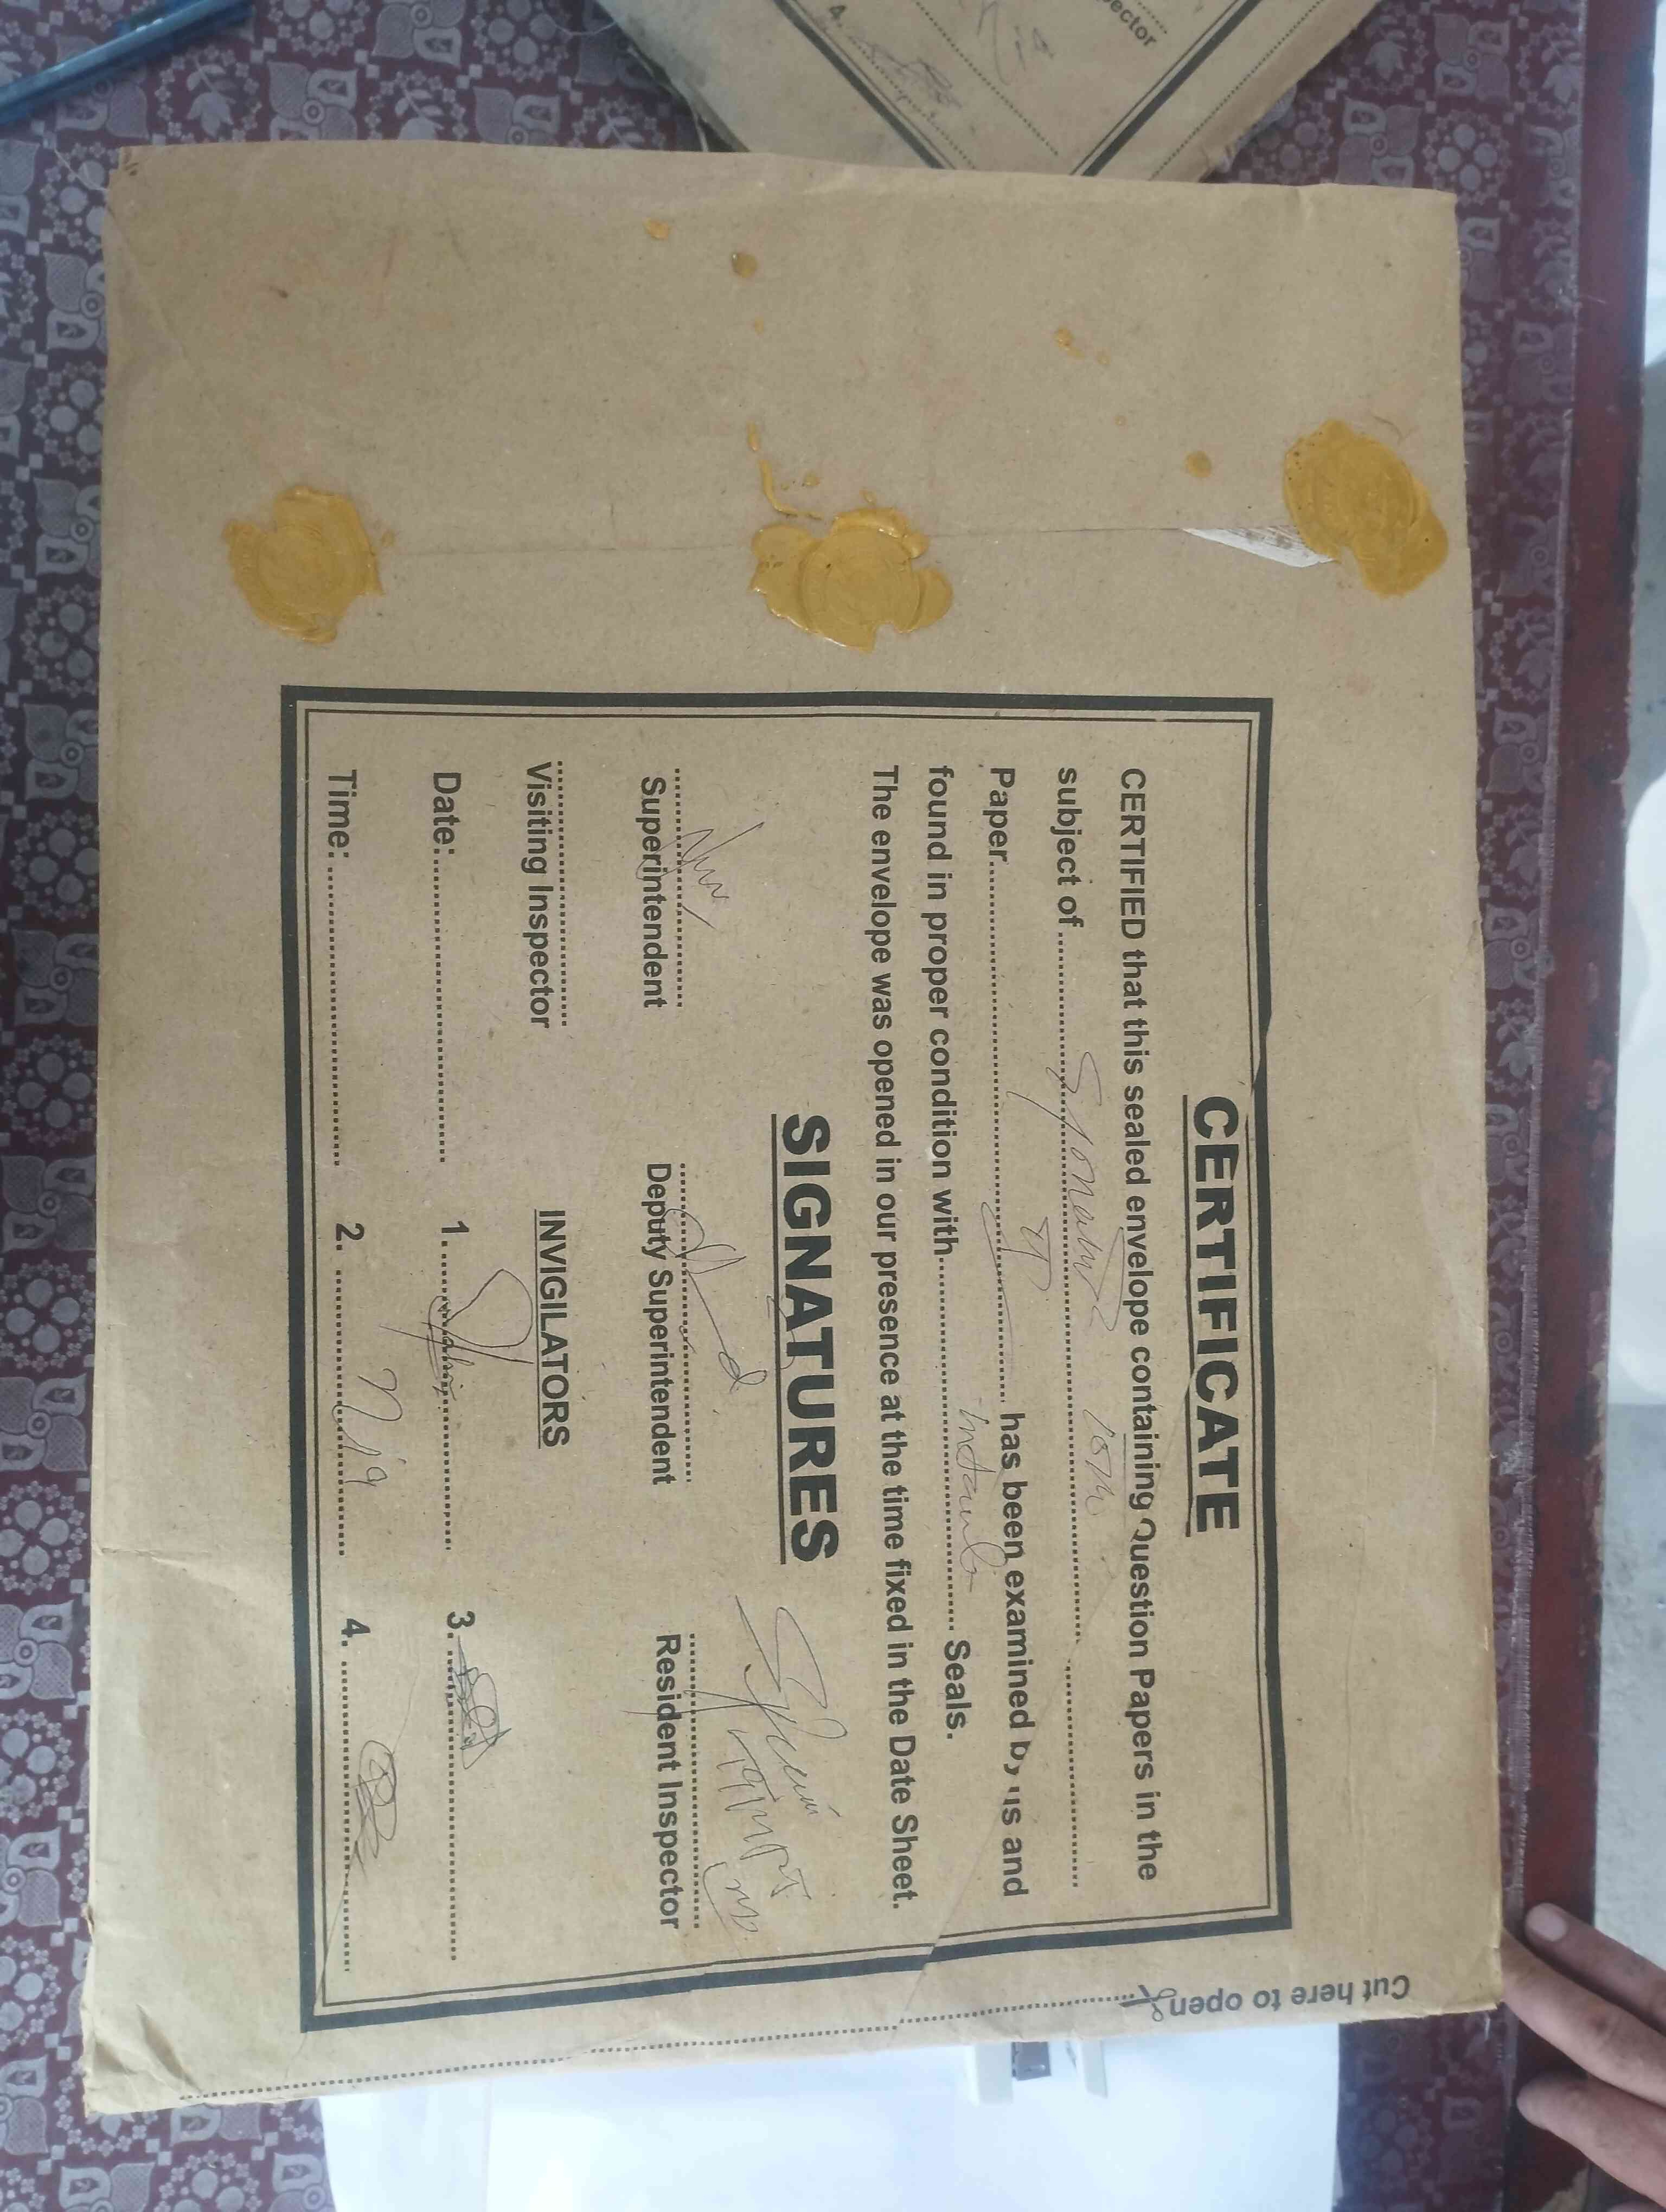 CERTIFICATE
CERTIFIED that this sealed envelope containing Question Papers in the
subject of
Paper has been examined by us and
found in proper condition with Seals.
The envelope was opened in our presence at the time fixed in the Date Sheet.
SIGNATURES
Superintendent Deputy Superintendent Resident Inspector
Visiting Inspector INVIGILATORS
Date: 1. 3.
Time: 2. 4.
Cut here to open
4.